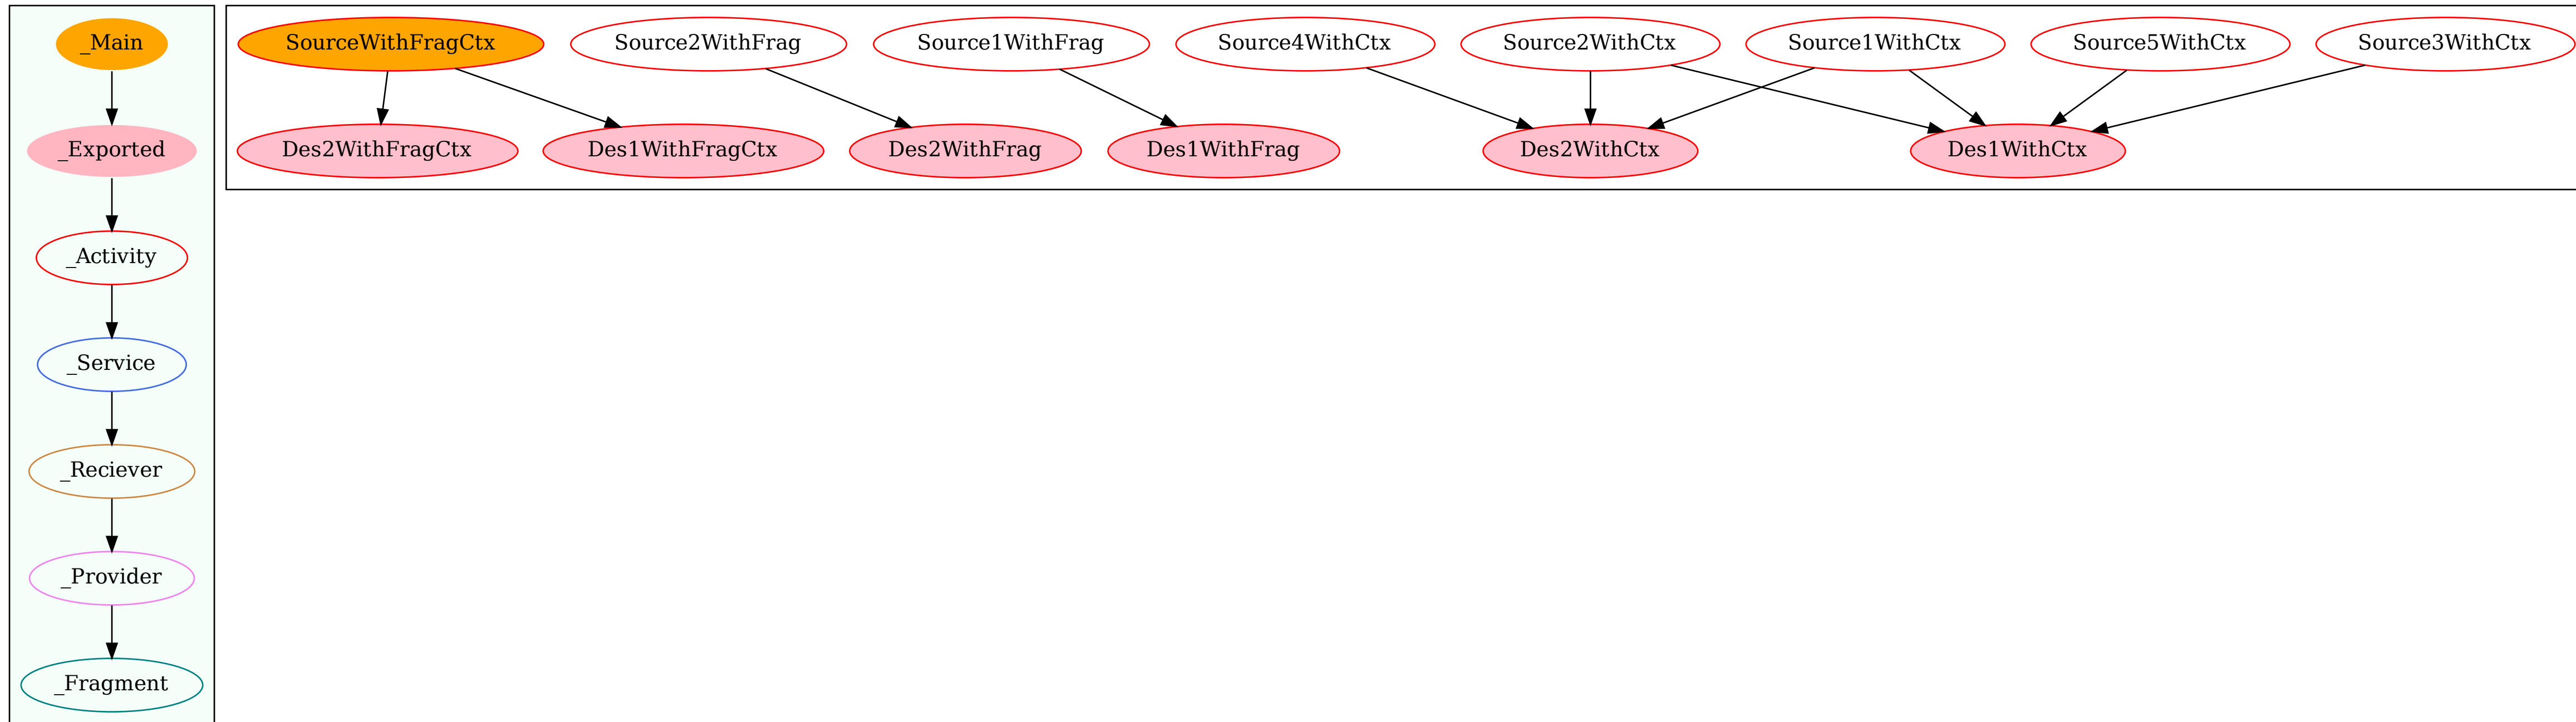 _Main
_Exported
_Activity
_Service
_Reciever
_Provider
_Fragment
SourceWithFragCtx
Source2WithFrag
Source1WithFrag
Source4WithCtx
Source2WithCtx
Source1WithCtx
Source5WithCtx
Source3WithCtx
Des2WithFragCtx
Des1WithFragCtx
Des2WithFrag
Des1WithFrag
Des2WithCtx
Des1WithCtx